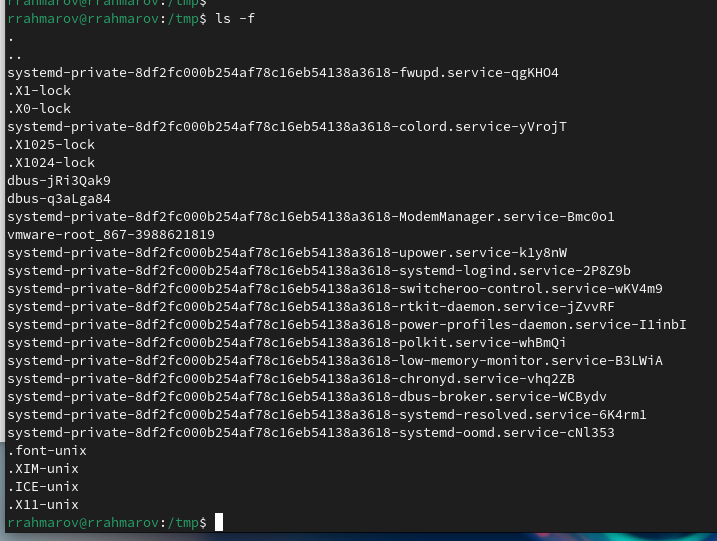 rrahmarov@rrahmarov:/tmp$
rrahmarov@rrahmarov:/tmp$ ls -f
.
..
systemd-private-8df2fc000b254af78c16eb54138a3618-fwupd.service-qgKHO4
.X1-lock
.X0-lock
systemd-private-8df2fc000b254af78c16eb54138a3618-colord.service-yVrojT
.X1025-lock
.X1024-lock
dbus-jRi3Qak9
dbus-q3aLga84
systemd-private-8df2fc000b254af78c16eb54138a3618-ModemManager.service-Bmc0o1
vmware-root_867-3988621819
systemd-private-8df2fc000b254af78c16eb54138a3618-upower.service-k1y8nW
systemd-private-8df2fc000b254af78c16eb54138a3618-systemd-logind.service-2P8Z9b
systemd-private-8df2fc000b254af78c16eb54138a3618-switcheroo-control.service-wKV4m9
systemd-private-8df2fc000b254af78c16eb54138a3618-rtkit-daemon.service-jZvvRF
systemd-private-8df2fc000b254af78c16eb54138a3618-power-profiles-daemon.service-I1inbI
systemd-private-8df2fc000b254af78c16eb54138a3618-polkit.service-whBmQi
systemd-private-8df2fc000b254af78c16eb54138a3618-low-memory-monitor.service-B3LWiA
systemd-private-8df2fc000b254af78c16eb54138a3618-chronyd.service-vhq2ZB
systemd-private-8df2fc000b254af78c16eb54138a3618-dbus-broker.service-WCBydv
systemd-private-8df2fc000b254af78c16eb54138a3618-systemd-resolved.service-6K4rm1
systemd-private-8df2fc000b254af78c16eb54138a3618-systemd-oomd.service-cNl353
.font-unix
.XIM-unix
.ICE-unix
.X11-unix
rrahmarov@rrahmarov:/tmp$